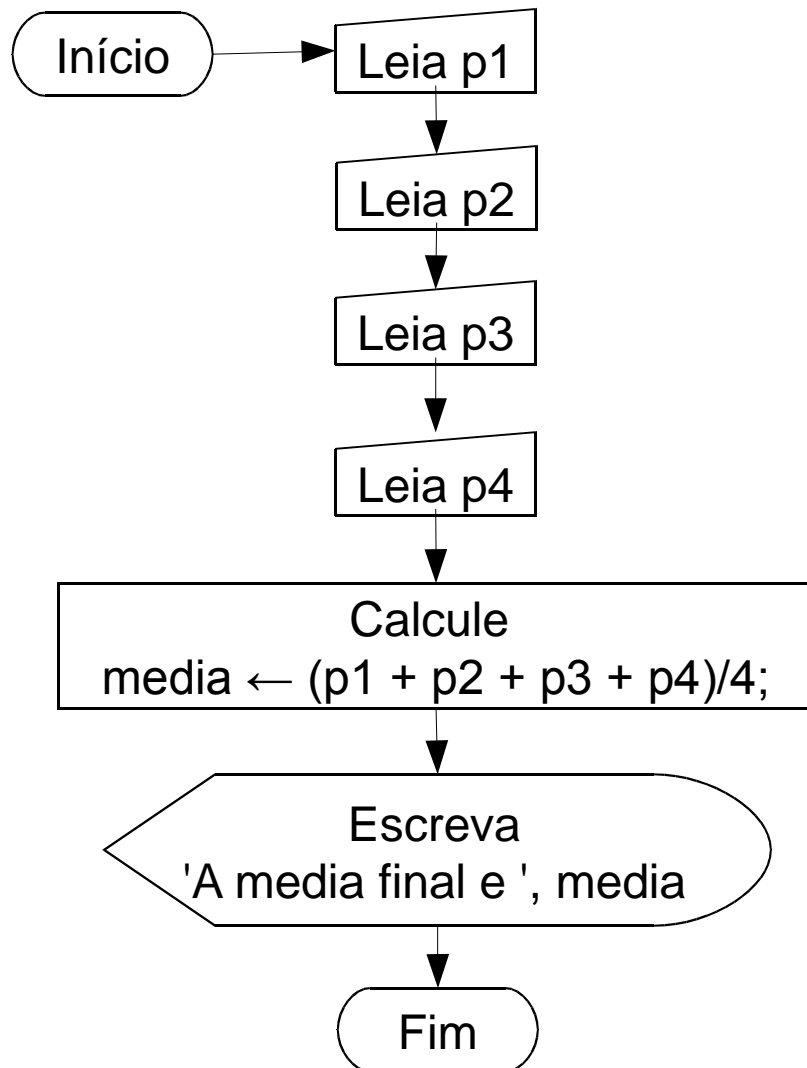 Início
Leia p1
Leia p2
Leia p3
Leia p4
Calcule
media ← (p1 + p2 + p3 + p4)/4;
Escreva
'A media final e ', media
Fim